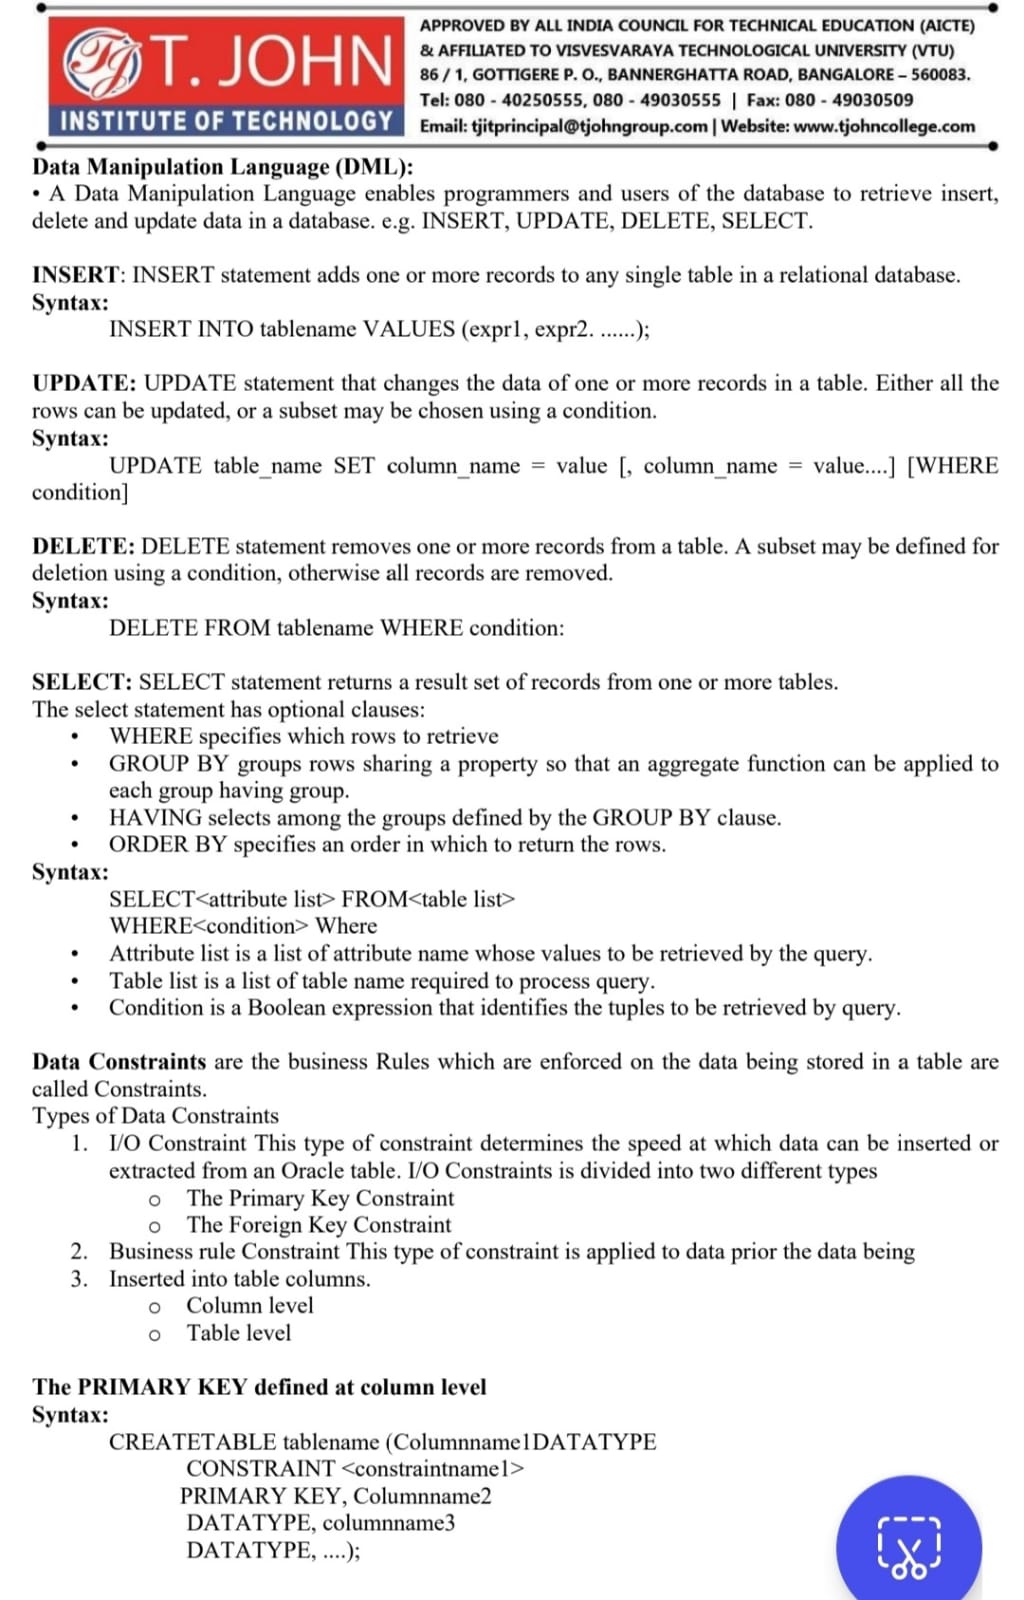 T. JOHN
INSTITUTE OF TECHNOLOGY
APPROVED BY ALL INDIA COUNCIL FOR TECHNICAL EDUCATION (AICTE)
& AFFILIATED TO VISVESVARAYA TECHNOLOGICAL UNIVERSITY (VTU)
86 / 1, GOTTIGERE P. O., BANNERGHATTA ROAD, BANGALORE – 560083.
Tel: 080 - 40250555, 080 - 49030555 | Fax: 080 - 49030509
Email: tjitprincipal@tjohngroup.com | Website: www.tjohncollege.com
Data Manipulation Language (DML):
• A Data Manipulation Language enables programmers and users of the database to retrieve insert,
delete and update data in a database. e.g. INSERT, UPDATE, DELETE, SELECT.
INSERT: INSERT statement adds one or more records to any single table in a relational database.
Syntax:
INSERT INTO tablename VALUES (expr1, expr2. ......);
UPDATE: UPDATE statement that changes the data of one or more records in a table. Either all the
rows can be updated, or a subset may be chosen using a condition.
Syntax:
UPDATE table_name SET column_name = value [, column_name = value....] [WHERE
condition]
DELETE: DELETE statement removes one or more records from a table. A subset may be defined for
deletion using a condition, otherwise all records are removed.
Syntax:
DELETE FROM tablename WHERE condition:
SELECT: SELECT statement returns a result set of records from one or more tables.
The select statement has optional clauses:
• WHERE specifies which rows to retrieve
• GROUP BY groups rows sharing a property so that an aggregate function can be applied to
each group having group.
• HAVING selects among the groups defined by the GROUP BY clause.
• ORDER BY specifies an order in which to return the rows.
Syntax:
SELECT<attribute list> FROM<table list>
WHERE<condition> Where
• Attribute list is a list of attribute name whose values to be retrieved by the query.
• Table list is a list of table name required to process query.
• Condition is a Boolean expression that identifies the tuples to be retrieved by query.
Data Constraints are the business Rules which are enforced on the data being stored in a table are
called Constraints.
Types of Data Constraints
1. I/O Constraint This type of constraint determines the speed at which data can be inserted or
extracted from an Oracle table. I/O Constraints is divided into two different types
o The Primary Key Constraint
o The Foreign Key Constraint
2. Business rule Constraint This type of constraint is applied to data prior the data being
3. Inserted into table columns.
o Column level
o Table level
The PRIMARY KEY defined at column level
Syntax:
CREATETABLE tablename (Columnname1DATATYPE
CONSTRAINT <constraintname1>
PRIMARY KEY, Columnname2
DATATYPE, columnname3
DATATYPE, ....);